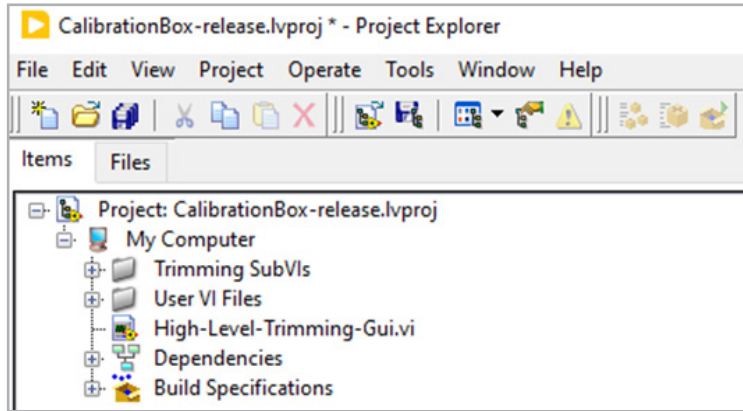 CalibrationBox-release.lvproj * - Project Explorer
File Edit View Project Operate Tools Window Help
Items Files
Project: CalibrationBox-release.lvproj
My Computer
Trimming SubVIs
User VI Files
High-Level-Trimming-Gui.vi
Dependencies
Build Specifications